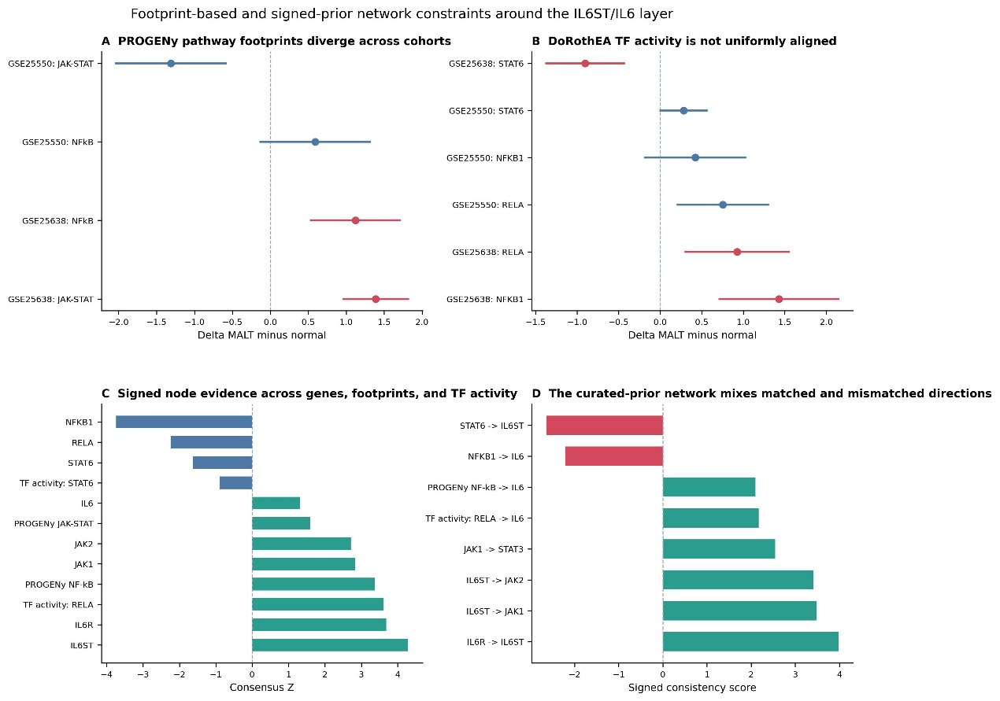 Footprint-based and signed-prior network constraints around the IL6ST/IL6 layer
A  PROGENy pathway footprints diverge across cohorts
GSE25550: JAK-STAT
GSE25550: NFkB
GSE25638: NFkB
GSE25638: JAK-STAT
−2.0 −1.5 −1.0 −0.5 0.0 0.5 1.0 1.5 2.0
Delta MALT minus normal
B  DoRothEA TF activity is not uniformly aligned
GSE25638: STAT6
GSE25550: STAT6
GSE25550: NFKB1
GSE25550: RELA
GSE25638: RELA
GSE25638: NFKB1
−1.5 −1.0 −0.5 0.0 0.5 1.0 1.5 2.0
Delta MALT minus normal
C  Signed node evidence across genes, footprints, and TF activity
NFKB1
RELA
STAT6
TF activity: STAT6
IL6
PROGENy JAK-STAT
JAK2
JAK1
PROGENy NF-kB
TF activity: RELA
IL6R
IL6ST
−4 −3 −2 −1 0 1 2 3 4
Consensus Z
D  The curated-prior network mixes matched and mismatched directions
STAT6 -> IL6ST
NFKB1 -> IL6
PROGENy NF-kB -> IL6
TF activity: RELA -> IL6
JAK1 -> STAT3
IL6ST -> JAK2
IL6ST -> JAK1
IL6R -> IL6ST
−2 −1 0 1 2 3 4
Signed consistency score